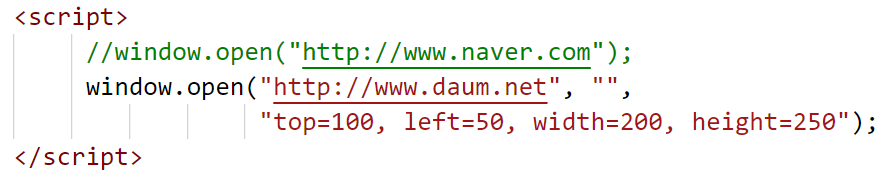 <script>
//window.open("http://www.naver.com");
window.open("http://www.daum.net", "",
"top=100, left=50, width=200, height=250");
</script>